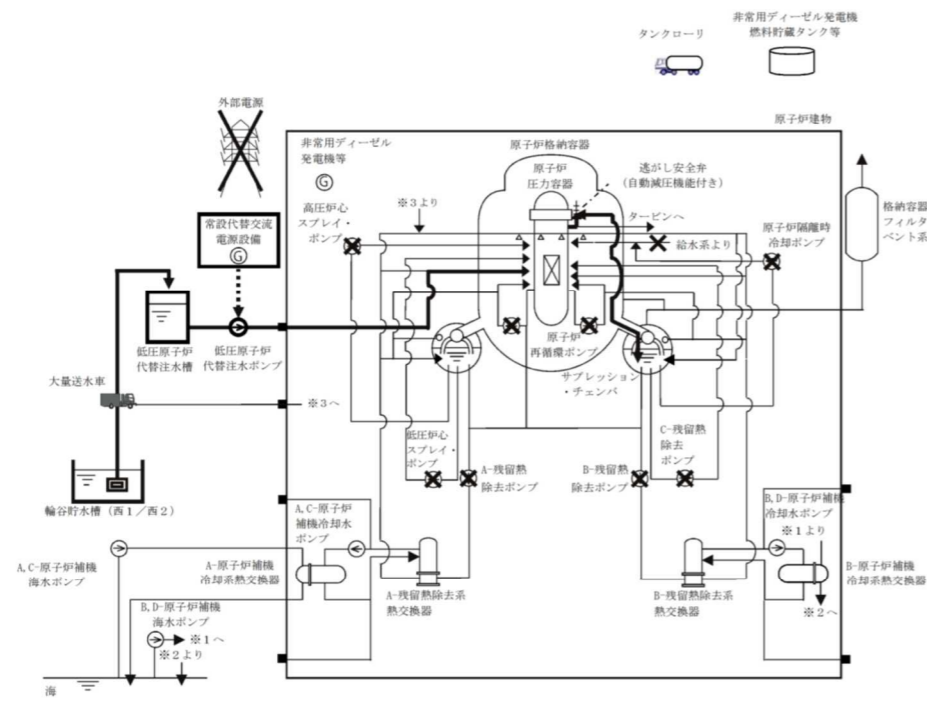 タンクローリ
非常用ディーゼル発電機
燃料貯蔵タンク等
外部電源
原子炉建物
非常用ディーゼル
発電機等
G
原子炉格納容器
原子炉
圧力容器
逃がし安全弁
(自動減圧機能付き)
高圧炉心
スプレイ・
ポンプ
※3より
タービンへ
給水系より
原子炉隔離時
冷却ポンプ
格納容器
フィルタ
ベント系
常設代替交流
電源設備
G
低圧原子炉
代替注水槽
低圧原子炉
代替注水ポンプ
原子炉
再循環ポンプ
サプレッション
・チェンバ
大量送水車
※3へ
低圧炉心
スプレイ・
ポンプ
A-残留熱
除去ポンプ
B-残留熱
除去ポンプ
C-残留熱
除去
ポンプ
輪谷貯水槽(西1/西2)
A,C-原子炉
補機冷却水
ポンプ
B,D-原子炉補機
冷却水ポンプ
※1より
A,C-原子炉補機
海水ポンプ
A-原子炉補機
冷却系熱交換器
A-残留熱除去系
熱交換器
B-残留熱除去系
熱交換器
B-原子炉補機
冷却系熱交換器
※2へ
B,D-原子炉補機
海水ポンプ
※1へ
※2より
海